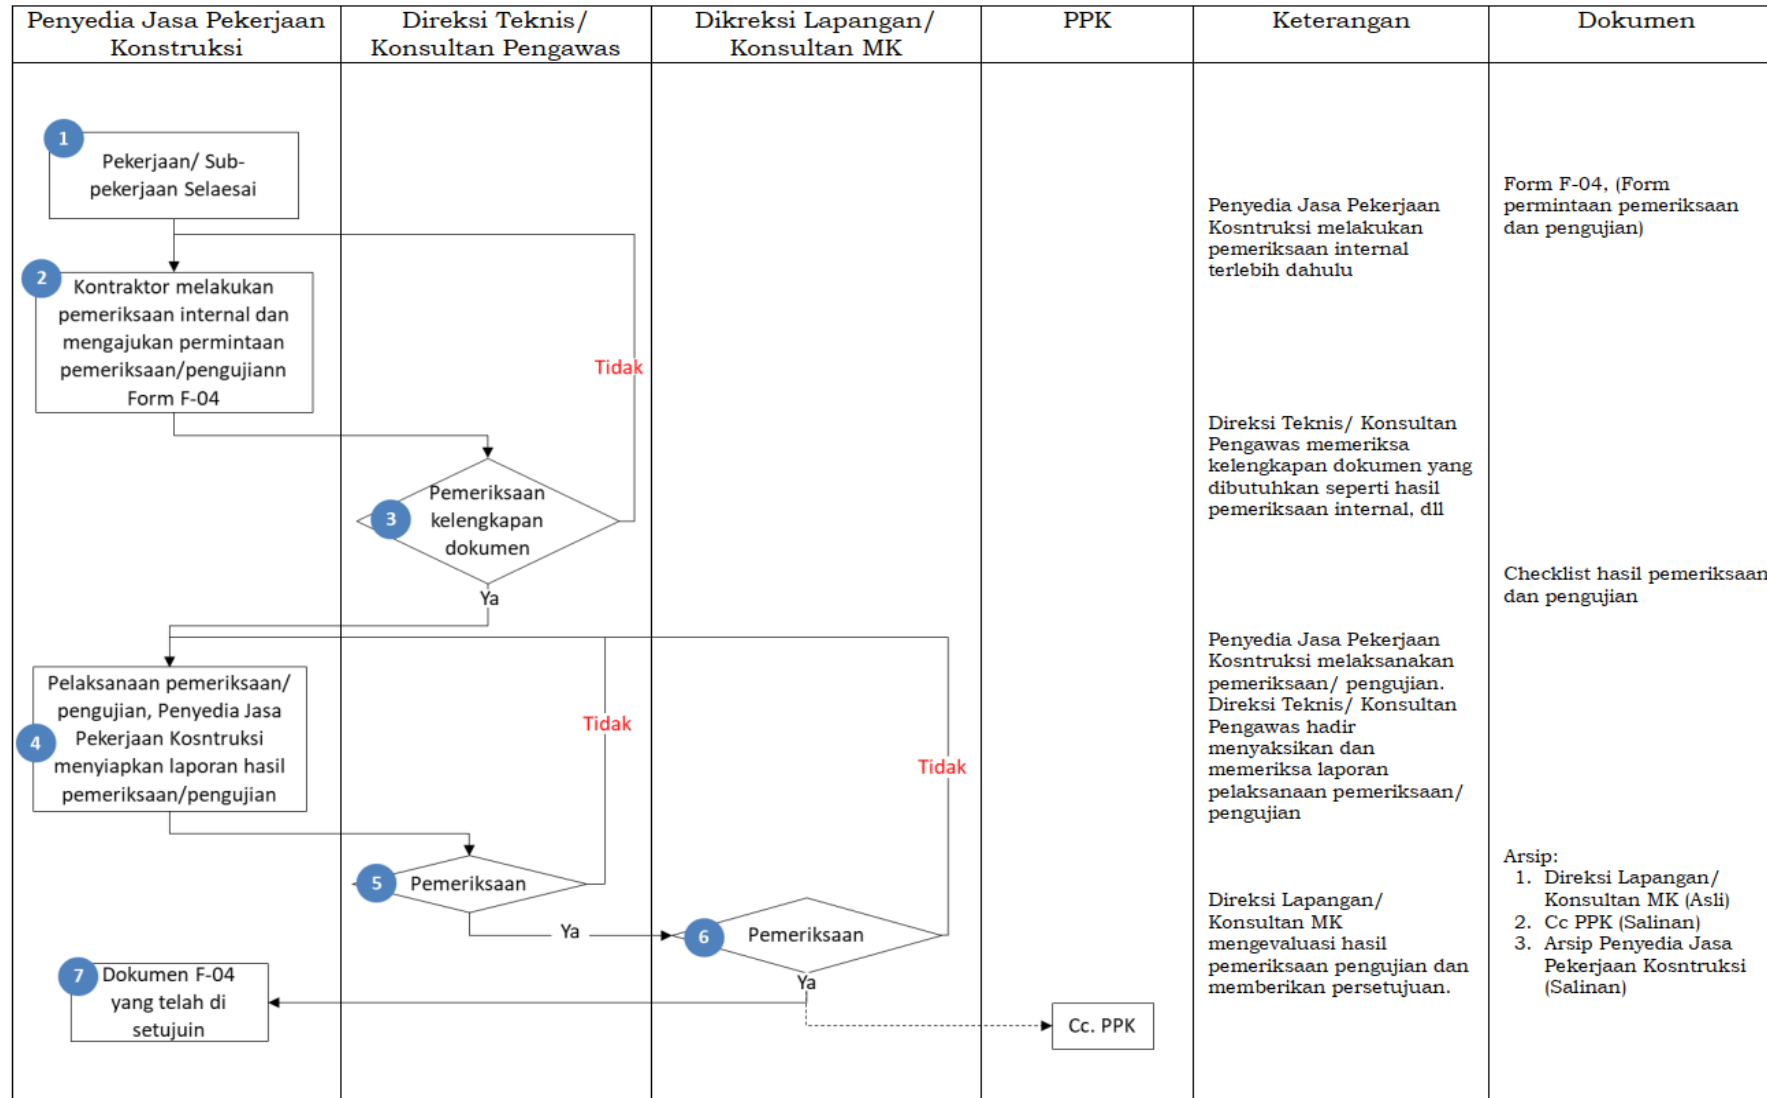 Penyedia Jasa Pekerjaan
Konstruksi
Direksi Teknis/
Konsultan Pengawas
Dikreksi Lapangan/
Konsultan MK
PPK
Keterangan
Dokumen
1
Pekerjaan/ Sub-
pekerjaan Selaesai
2
Kontraktor melakukan
pemeriksaan internal dan
mengajukan permintaan
pemeriksaan/pengujiann
Form F-04
Tidak
3
Pemeriksaan
kelengkapan
dokumen
Ya
4
Pelaksanaan pemeriksaan/
pengujian, Penyedia Jasa
Pekerjaan Kosntruksi
menyiapkan laporan hasil
pemeriksaan/pengujian
Tidak
Tidak
5
Pemeriksaan
Ya
6
Pemeriksaan
Ya
7
Dokumen F-04
yang telah di
setujuin
Cc. PPK
Penyedia Jasa Pekerjaan
Kosntruksi melakukan
pemeriksaan internal
terlebih dahulu
Direksi Teknis/ Konsultan
Pengawas memeriksa
kelengkapan dokumen yang
dibutuhkan seperti hasil
pemeriksaan internal, dll
Penyedia Jasa Pekerjaan
Kosntruksi melaksanakan
pemeriksaan/ pengujian.
Direksi Teknis/ Konsultan
Pengawas hadir
menyaksikan dan
memeriksa laporan
pelaksanaan pemeriksaan/
pengujian
Direksi Lapangan/
Konsultan MK
mengevaluasi hasil
pemeriksaan pengujian dan
memberikan persetujuan.
Form F-04, (Form
permintaan pemeriksaan
dan pengujian)
Checklist hasil pemeriksaan
dan pengujian
Arsip:
1. Direksi Lapangan/
Konsultan MK (Asli)
2. Cc PPK (Salinan)
3. Arsip Penyedia Jasa
Pekerjaan Kosntruksi
(Salinan)